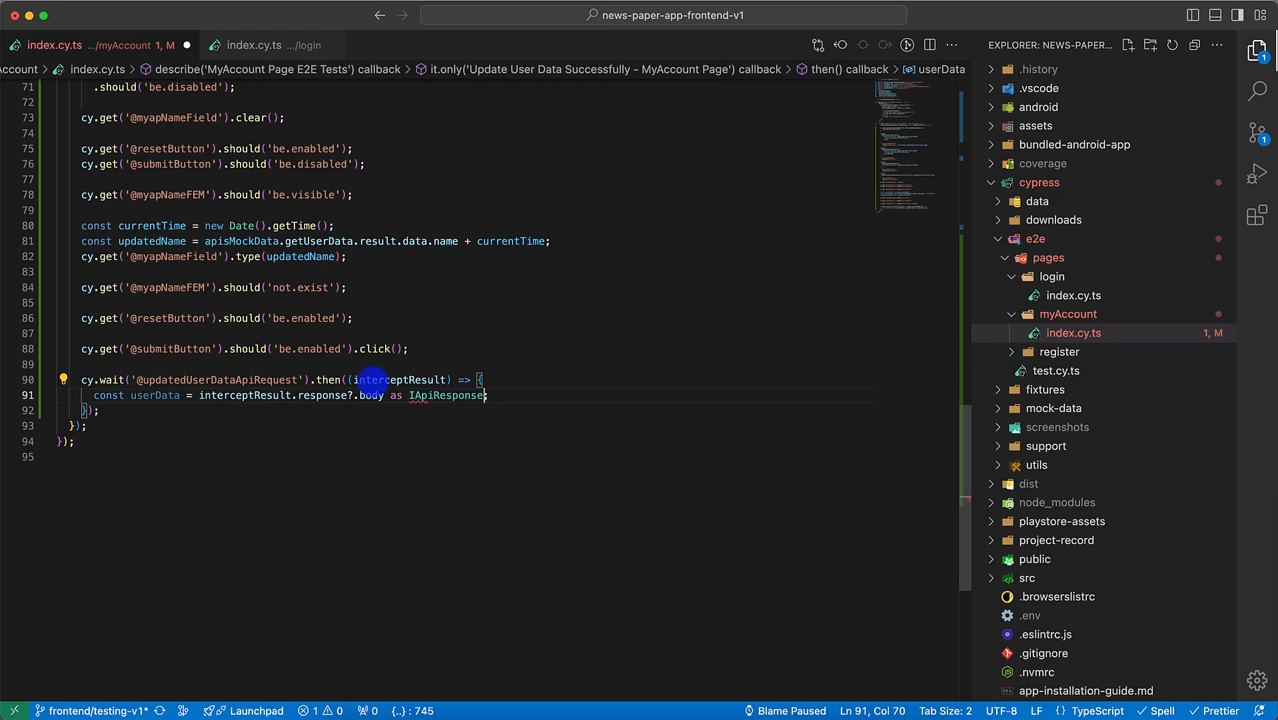 news-paper-app-frontend-v1
index.cy.ts .../myAccount 1, M
index.cy.ts .../login
EXPLORER: NEWS-PAPER...
ccount > index.cy.ts > describe('MyAccount Page E2E Tests') callback > it.only('Update User Data Successfully - MyAccount Page') callback > then() callback > userData
71 .should('be.disabled');
72
73 cy.get('@myapNameField').clear();
74
75 cy.get('@resetButton').should('be.enabled');
76 cy.get('@submitButton').should('be.disabled');
77
78 cy.get('@myapNameFEM').should('be.visible');
79
80 const currentTime = new Date().getTime();
81 const updatedName = apisMockData.getUserData.result.data.name + currentTime;
82 cy.get('@myapNameField').type(updatedName);
83
84 cy.get('@myapNameFEM').should('not.exist');
85
86 cy.get('@resetButton').should('be.enabled');
87
88 cy.get('@submitButton').should('be.enabled').click();
89
90 cy.wait('@updatedUserDataApiRequest').then((interceptResult) => {
91 const userData = interceptResult.response?.body as IApiResponse;
92 });
93 });
94 });
95
.history
.vscode
android
assets
bundled-android-app
coverage
cypress
data
downloads
e2e
pages
login
index.cy.ts
myAccount
index.cy.ts 1, M
register
test.cy.ts
fixtures
mock-data
screenshots
support
utils
dist
node_modules
playstore-assets
project-record
public
src
.browserslistrc
.env
.eslintrc.js
.gitignore
.nvmrc
app-installation-guide.md
1
1
frontend/testing-v1* Launchpad 1 0 0 {..} : 745 Blame Paused Ln 91, Col 70 Tab Size: 2 UTF-8 LF { } TypeScript Spell Prettier